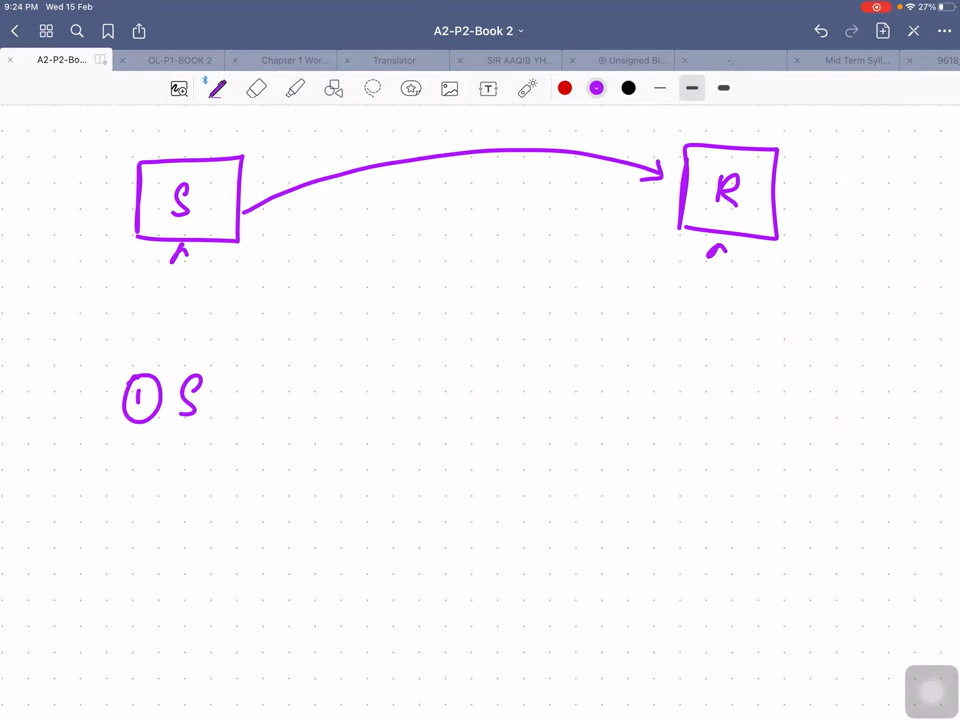 9:24 PM Wed 15 Feb
27%
A2-P2-Book 2
A2-P2-Bo...
OL-P1-BOOK 2
Chapter 1 Wor...
Translator
SIR AAQIB YH...
Unsigned Bi...
Mid Term Syll...
9618
T
S
R
① S